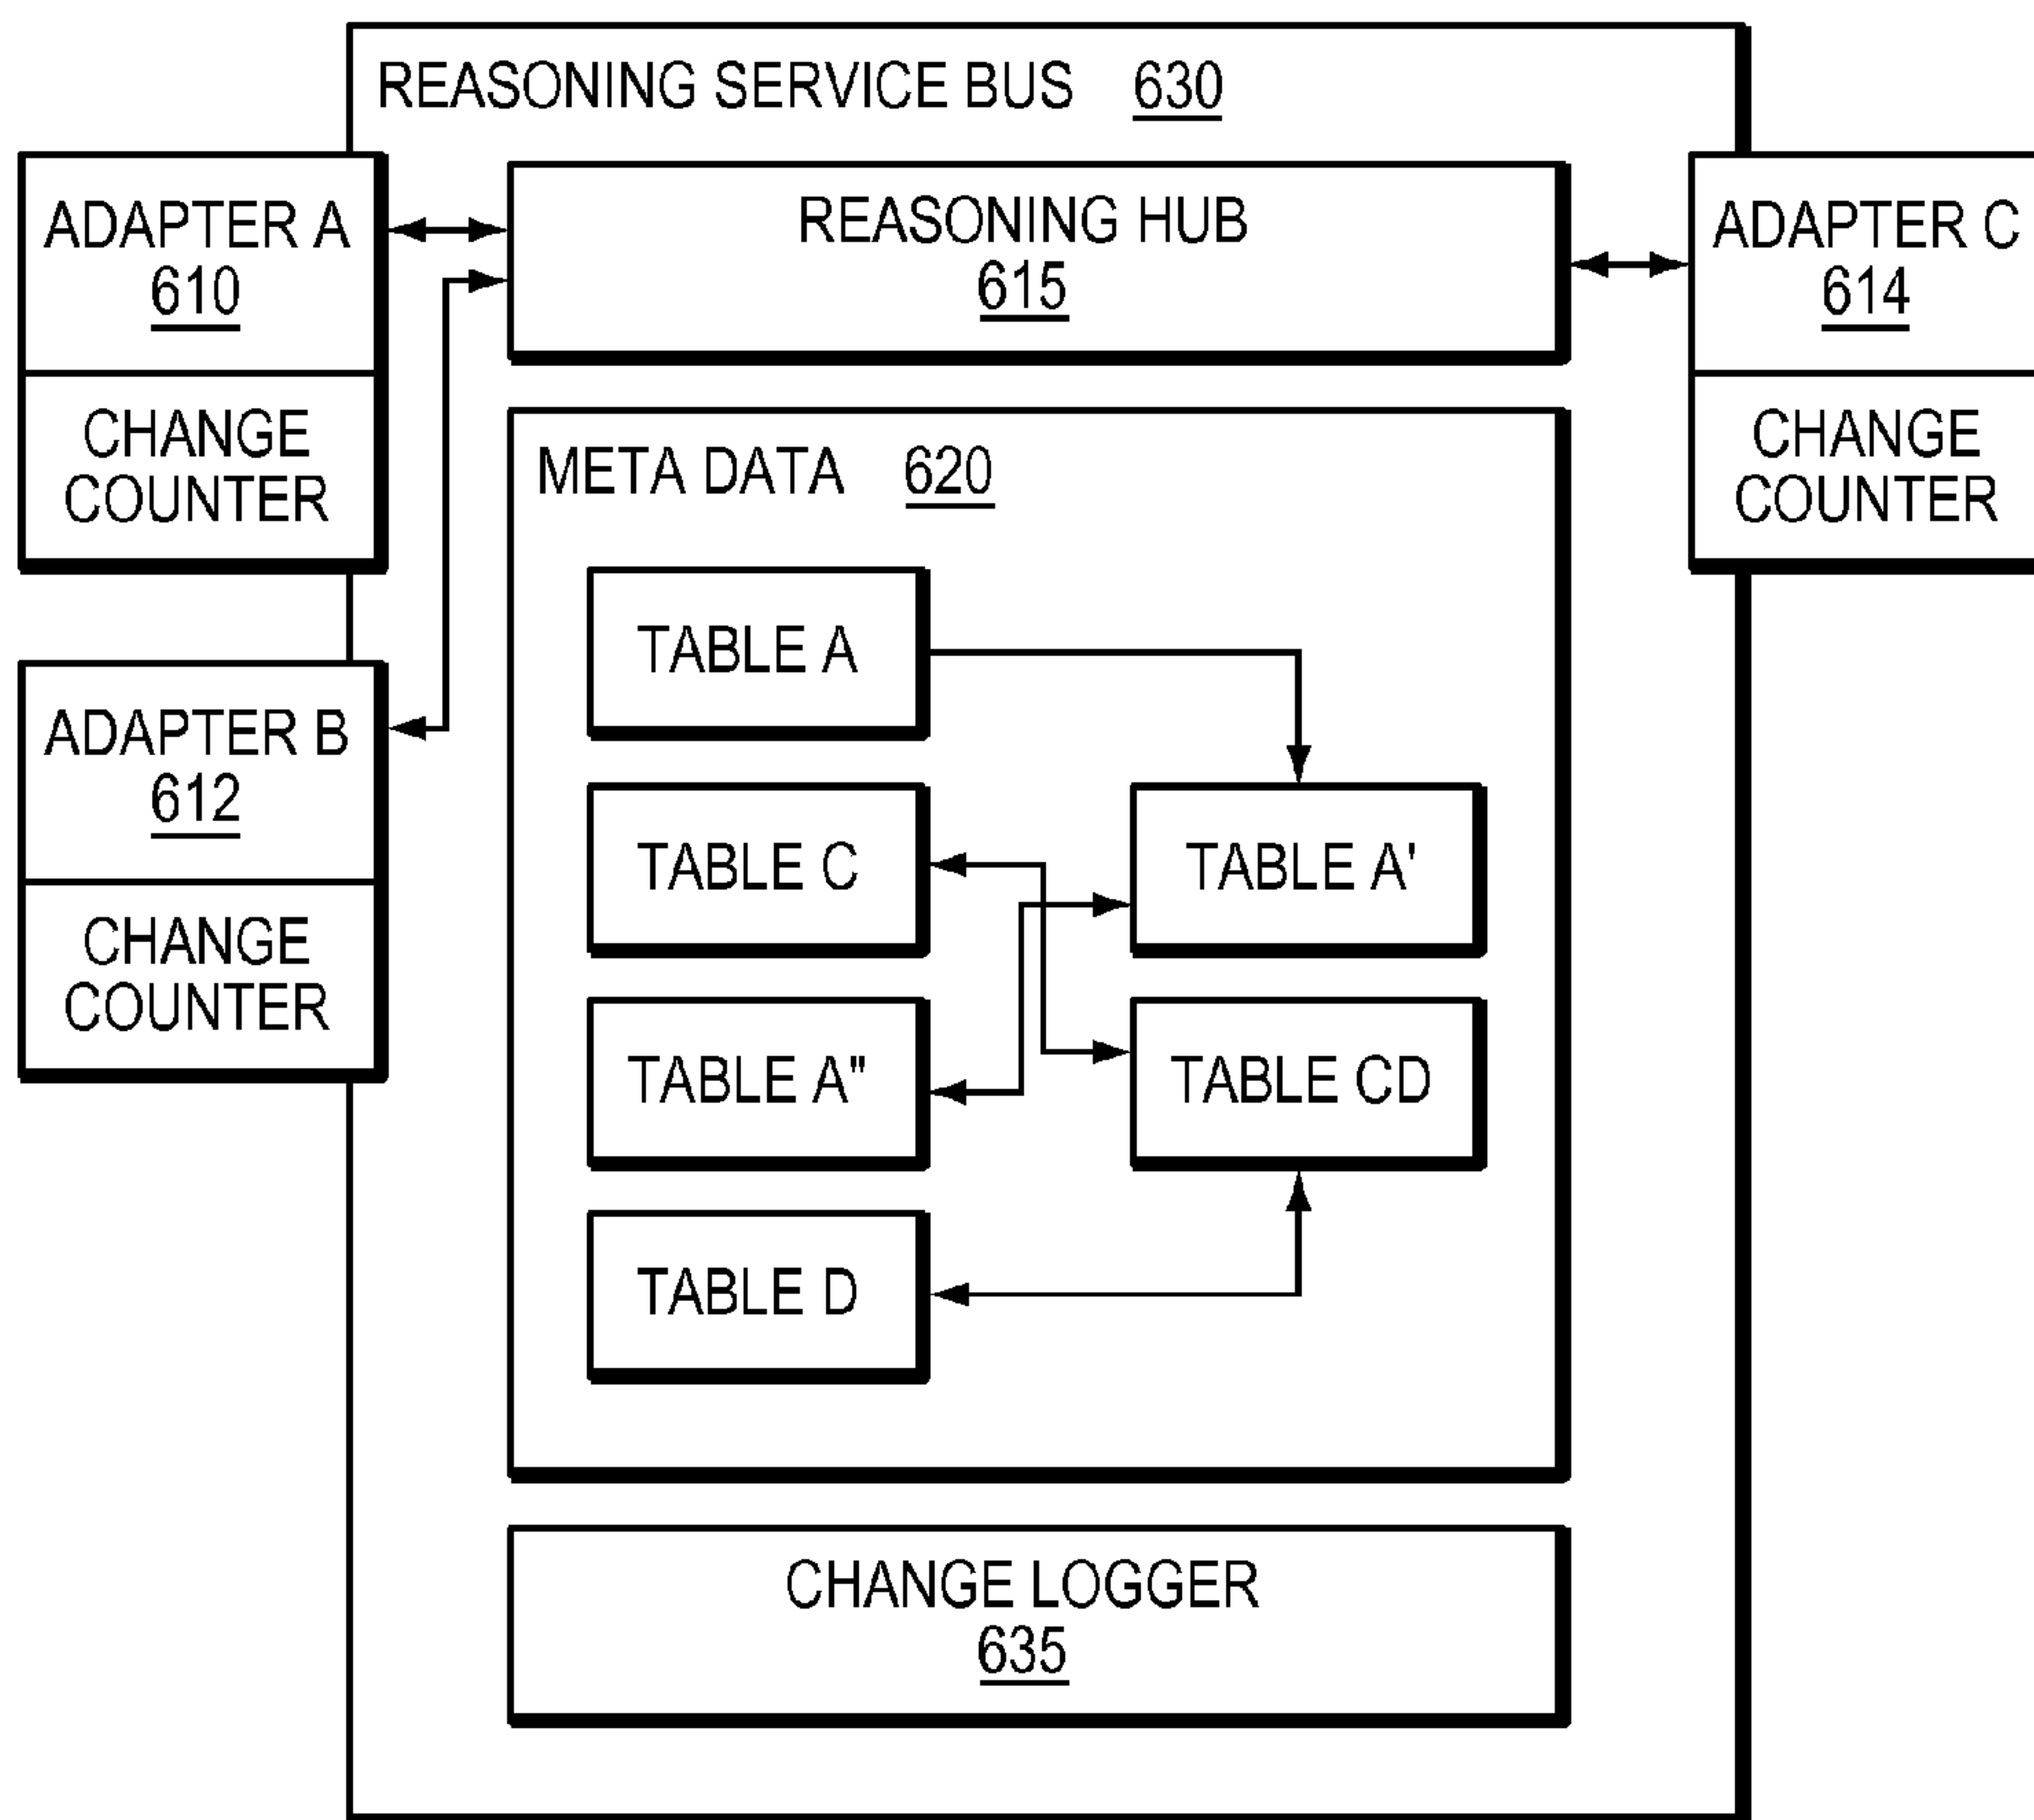 REASONING SERVICE BUS 630
ADAPTER A
610
CHANGE
COUNTER
REASONING HUB
615
ADAPTER C
614
CHANGE
COUNTER
ADAPTER B
612
CHANGE
COUNTER
META DATA 620
TABLE A
TABLE C
TABLE A'
TABLE A"
TABLE CD
TABLE D
CHANGE LOGGER
635